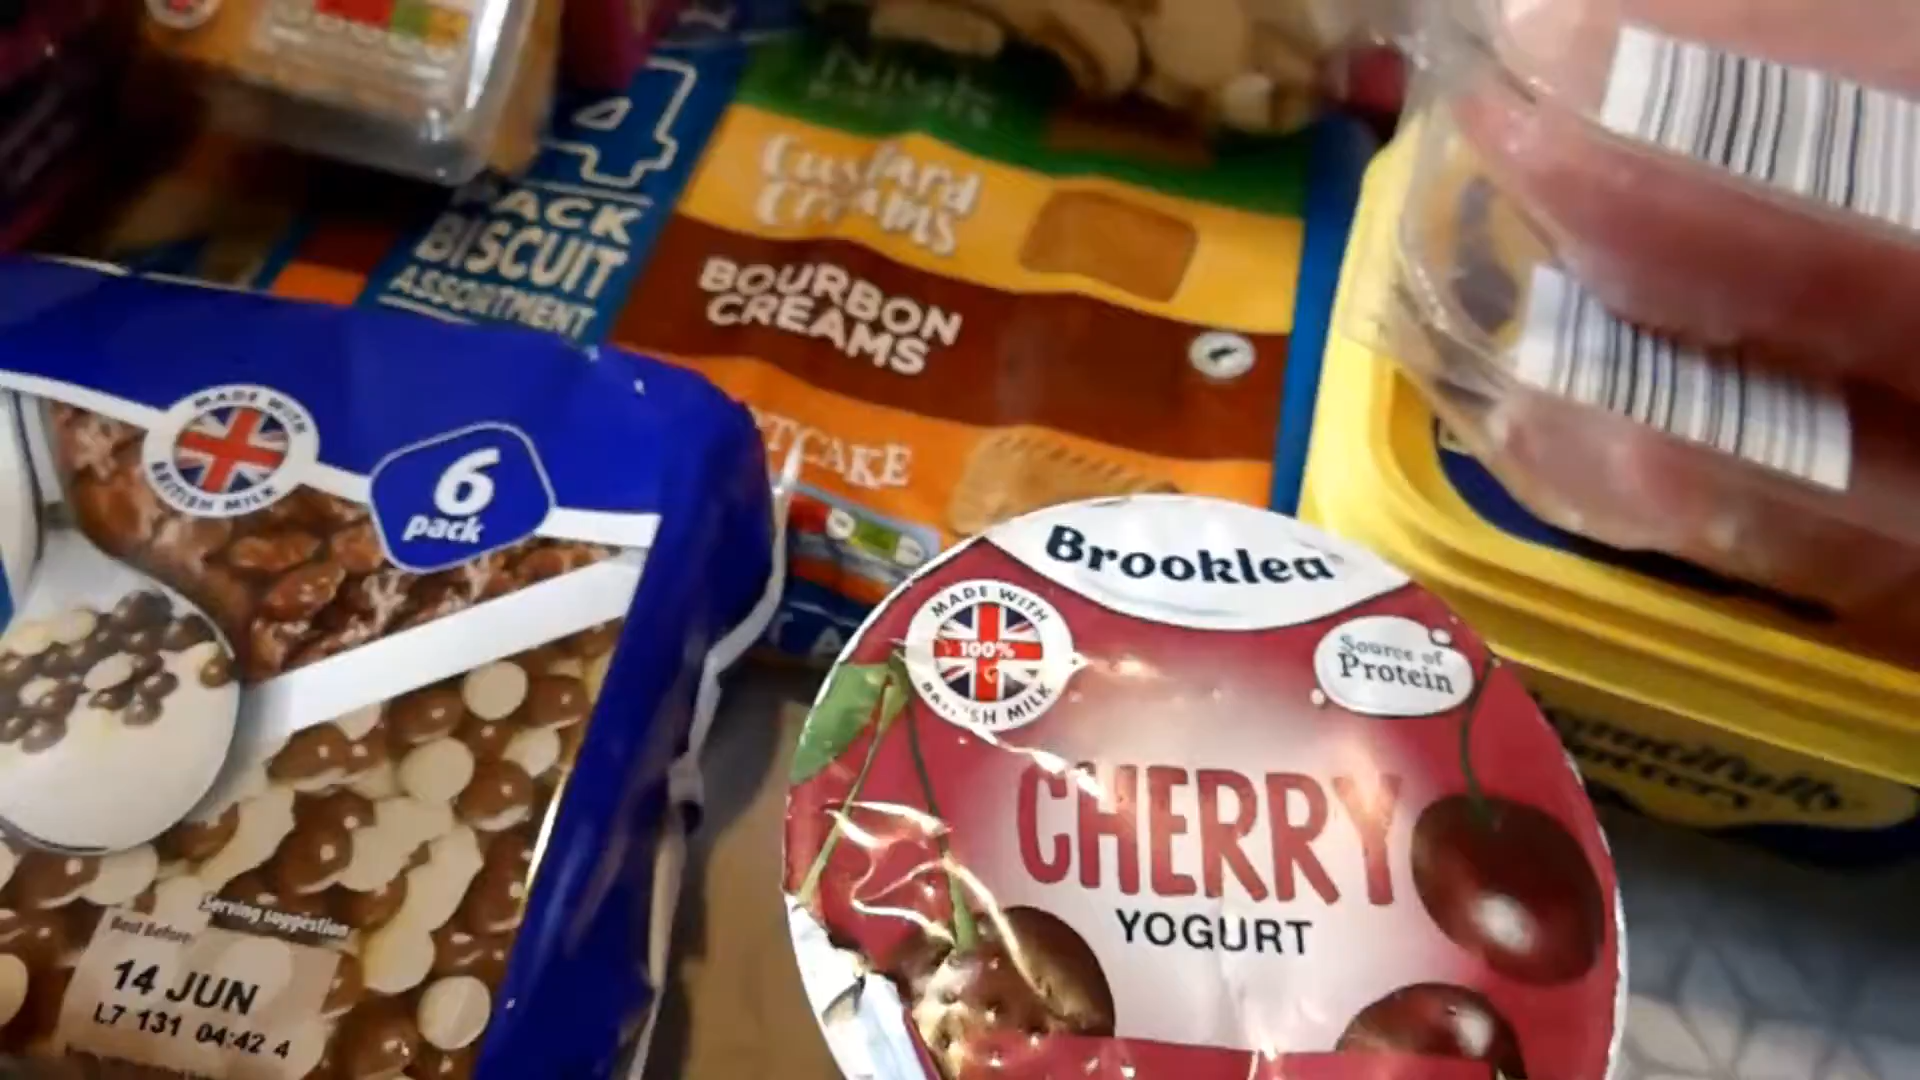 4
PACK
BISCUIT
ASSORTMENT
Custard
Creams
BOURBON
CREAMS
TCAKE
MADE WITH
BRITISH MILK
6
pack
Serving suggestion
Best Before:
14 JUN
L7 131 04:42 4
Brooklea
MADE WITH
100%
BRITISH MILK
Source of
Protein
CHERRY
YOGURT